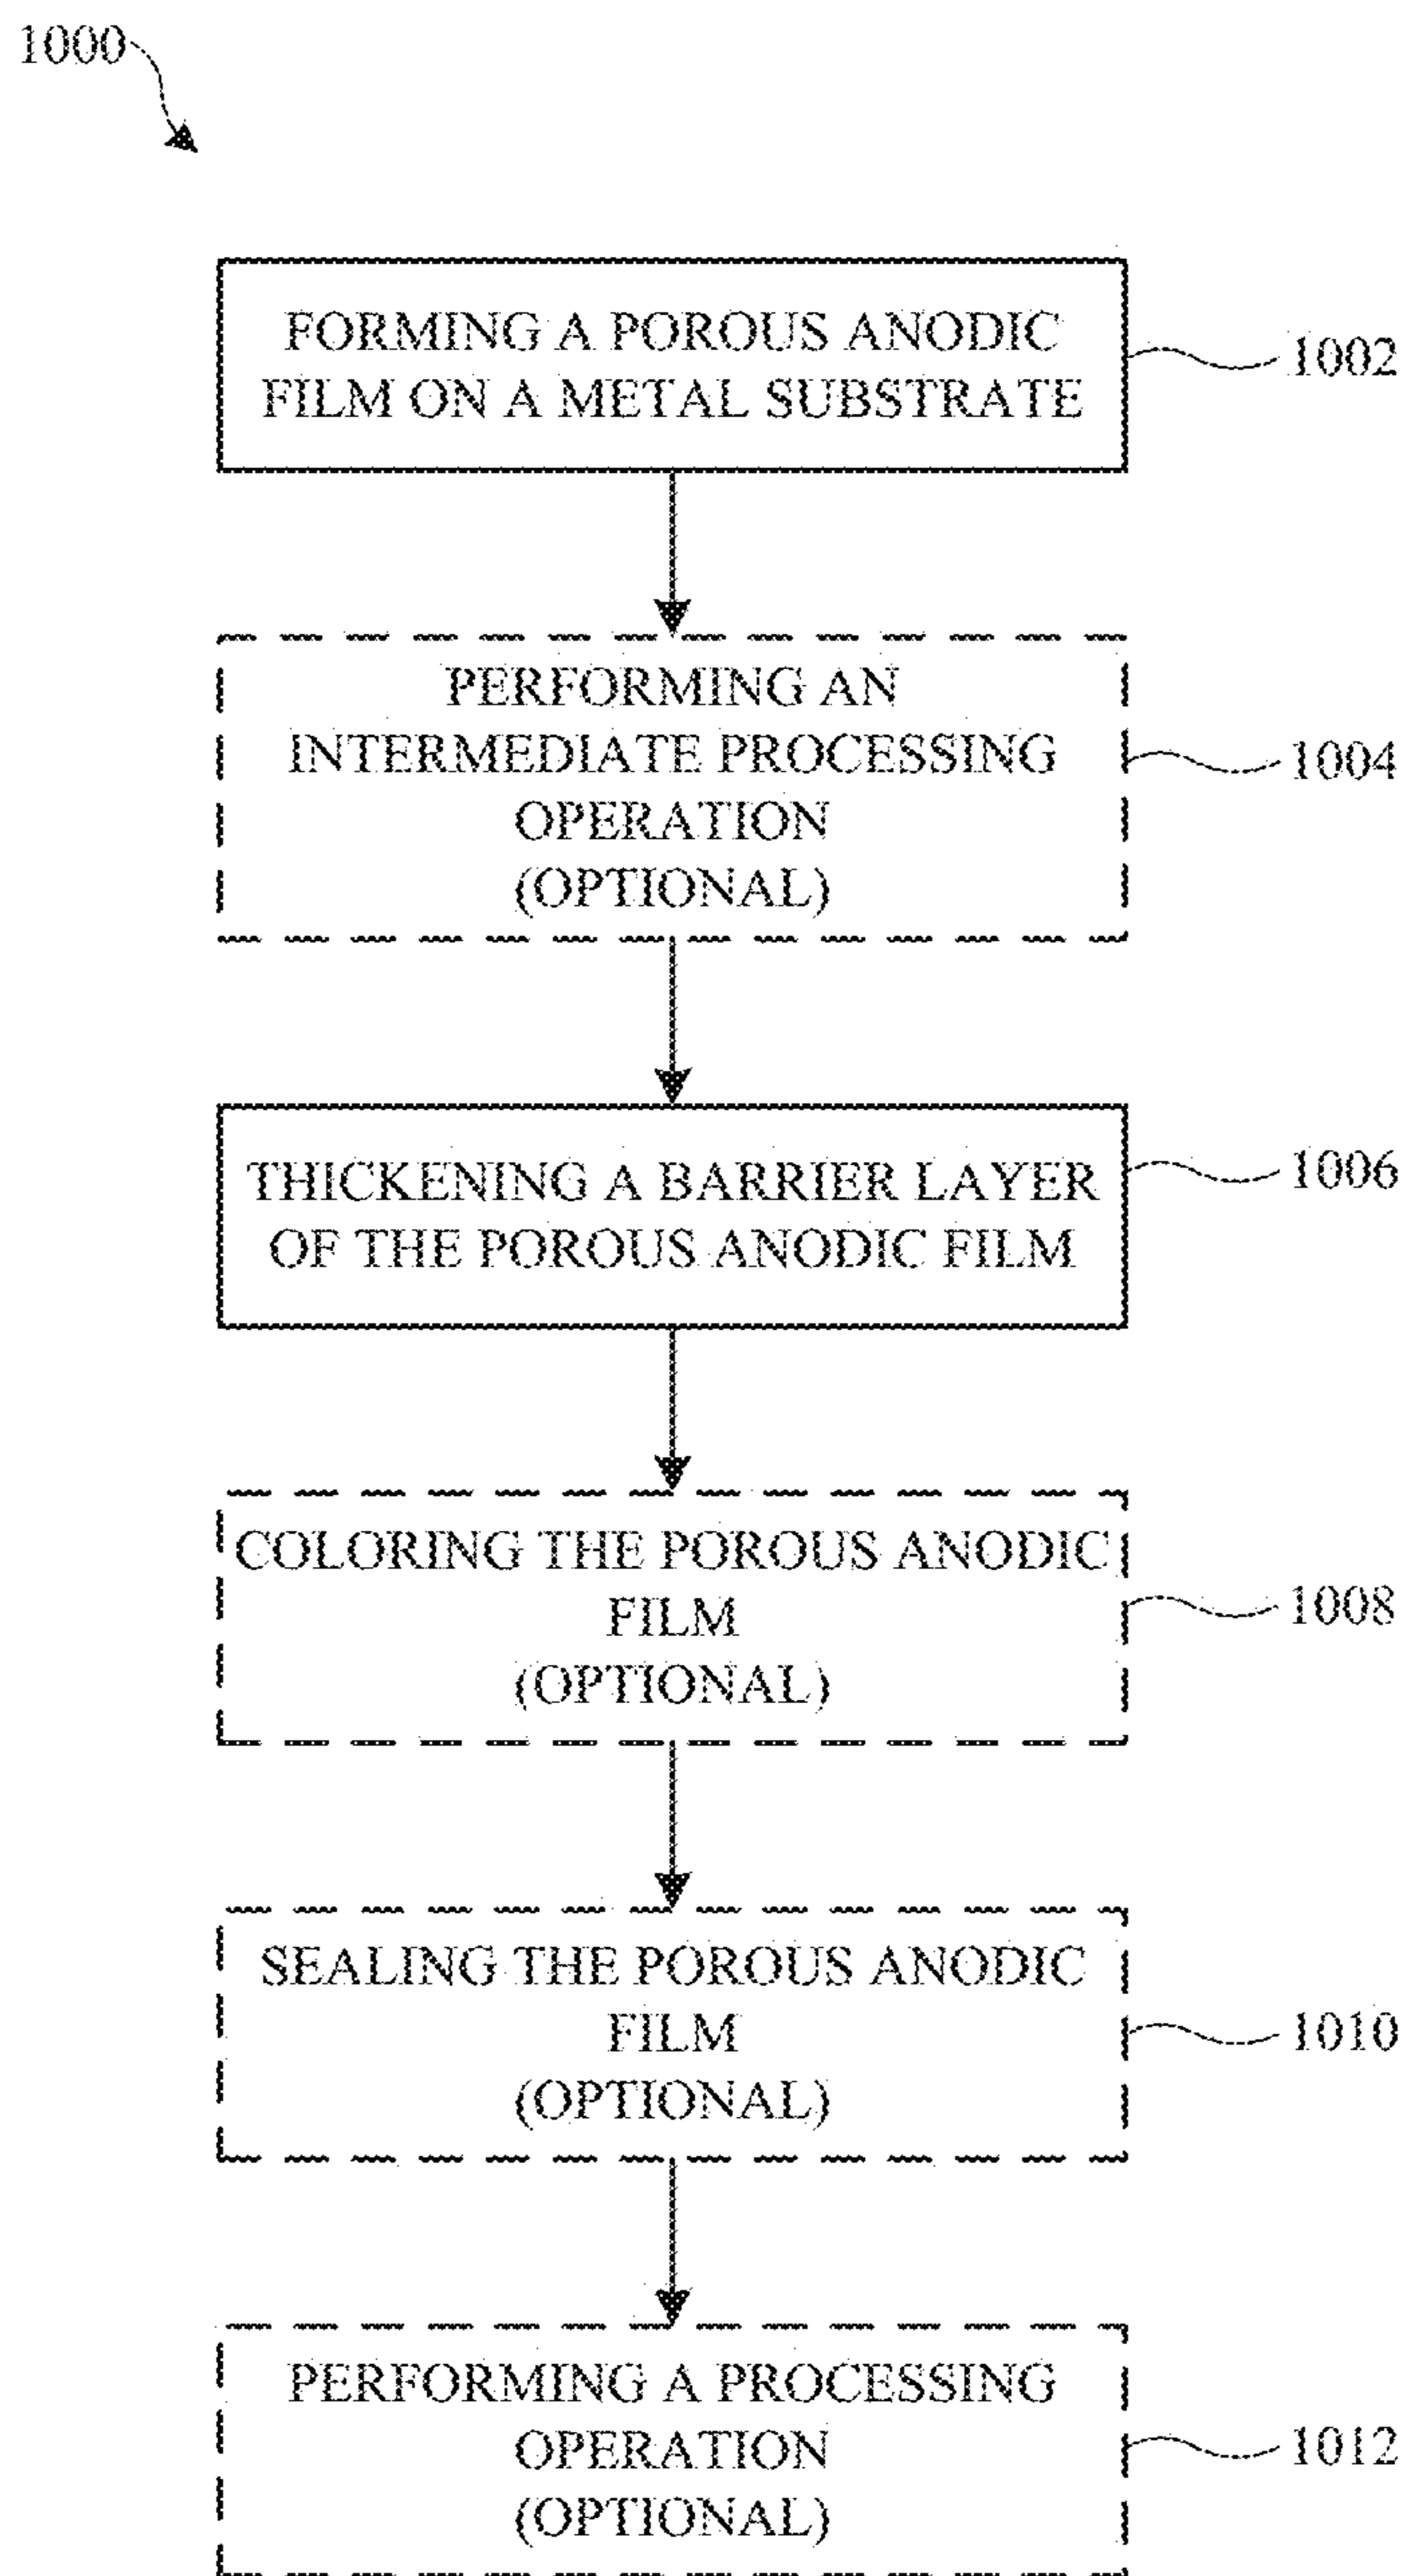 1000
FORMING A POROUS ANODIC
FILM ON A METAL SUBSTRATE
1002
PERFORMING AN
INTERMEDIATE PROCESSING
OPERATION
(OPTIONAL)
1004
THICKENING A BARRIER LAYER
OF THE POROUS ANODIC FILM
1006
COLORING THE POROUS ANODIC
FILM
(OPTIONAL)
1008
SEALING THE POROUS ANODIC
FILM
(OPTIONAL)
1010
PERFORMING A PROCESSING
OPERATION
(OPTIONAL)
1012